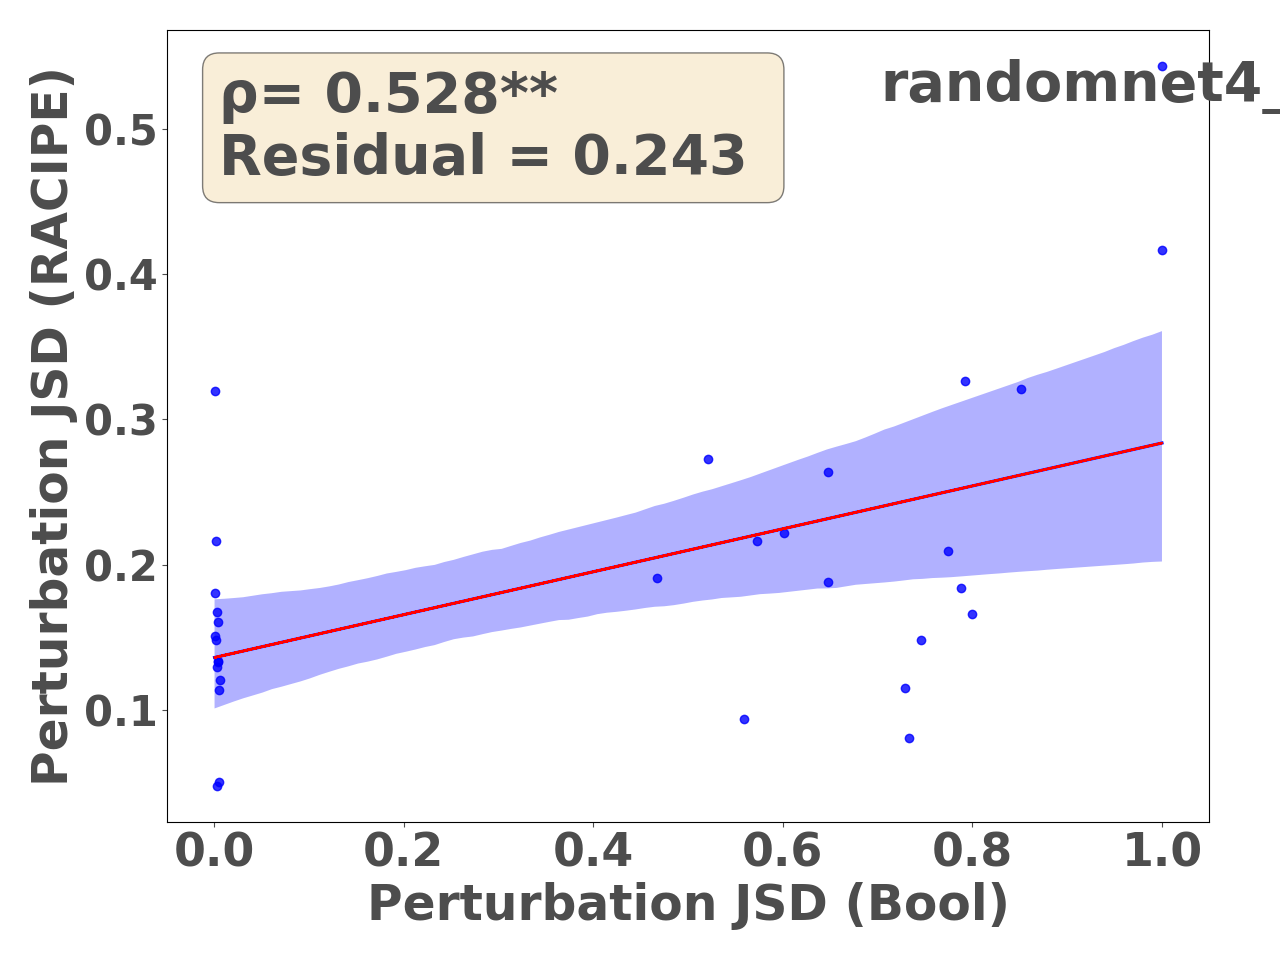 ρ= 0.528**
Residual = 0.243
randomnet4_
Perturbation JSD (RACIPE)
0.5
0.4
0.3
0.2
0.1
0.0 0.2 0.4 0.6 0.8 1.0
Perturbation JSD (Bool)